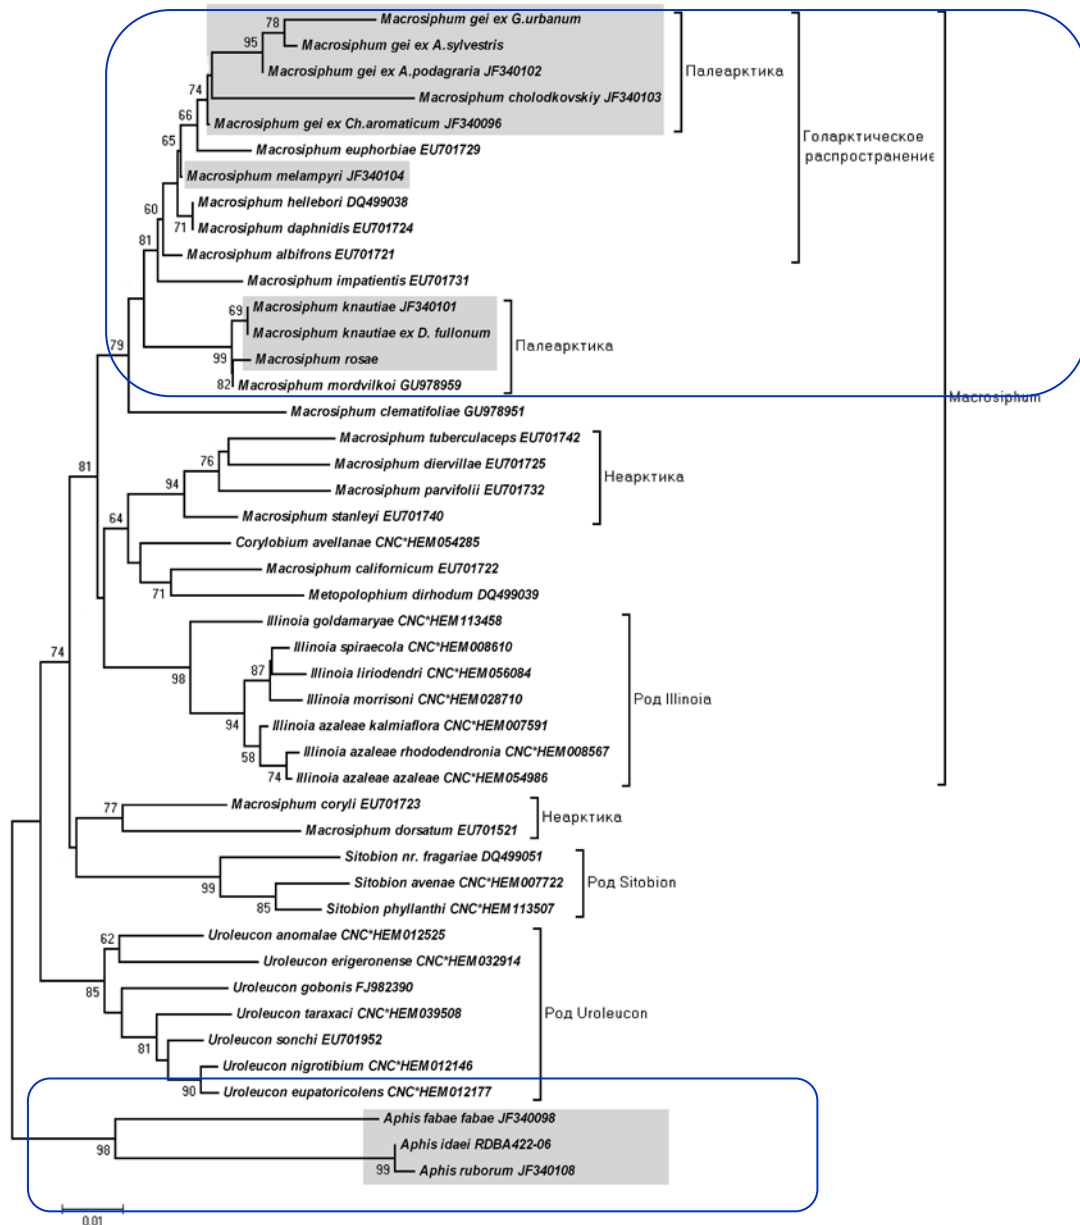 78
Macrosiphum gei ex G.urbanum
95
Macrosiphum gei ex A.sylvestris
Macrosiphum gei ex A.podagraria JF340102
Палеарктика
74
Macrosiphum cholodkovskiy JF340103
66
Macrosiphum gei ex Ch.aromaticum JF340096
Голарктическое
распространение
65
Macrosiphum euphorbiae EU701729
Macrosiphum melampyri JF340104
Macrosiphum hellebori DQ499038
60
71
Macrosiphum daphnidis EU701724
81
Macrosiphum albifrons EU701721
Macrosiphum impatientis EU701731
69
Macrosiphum knautiae JF340101
Macrosiphum knautiae ex D. fullonum
79
99
Macrosiphum rosae
Палеарктика
82
Macrosiphum mordvilkoi GU978959
Macrosiphum
Macrosiphum clematifoliae GU978951
Macrosiphum tuberculaceps EU701742
81
76
Macrosiphum diervillae EU701725
Неарктика
94
Macrosiphum parvifolii EU701732
64
Macrosiphum stanleyi EU701740
Corylobium avellanae CNC*HEM054285
Macrosiphum californicum EU701722
71
Metopolophium dirhodum DQ499039
Illinoia goldamaryae CNC*HEM113458
74
Illinoia spiraecola CNC*HEM008610
98
87
Illinoia liriodendri CNC*HEM056084
Illinoia morrisoni CNC*HEM028710
Род Illinoia
94
Illinoia azaleae kalmiaflora CNC*HEM007591
58
Illinoia azaleae rhododendronia CNC*HEM008567
74
Illinoia azaleae azaleae CNC*HEM054986
77
Macrosiphum coryli EU701723
Неарктика
Macrosiphum dorsatum EU701521
Sitobion nr. fragariae DQ499051
99
Sitobion avenae CNC*HEM007722
Род Sitobion
85
Sitobion phyllanthi CNC*HEM113507
62
Uroleucon anomalae CNC*HEM012525
Uroleucon erigeronense CNC*HEM032914
85
Uroleucon gobonis FJ982390
Uroleucon taraxaci CNC*HEM039508
Род Uroleucon
81
Uroleucon sonchi EU701952
Uroleucon nigrotibium CNC*HEM012146
90
Uroleucon eupatoricolens CNC*HEM012177
Aphis fabae fabae JF340098
98
Aphis idaei RDBA422-06
99
Aphis ruborum JF340108
0.01